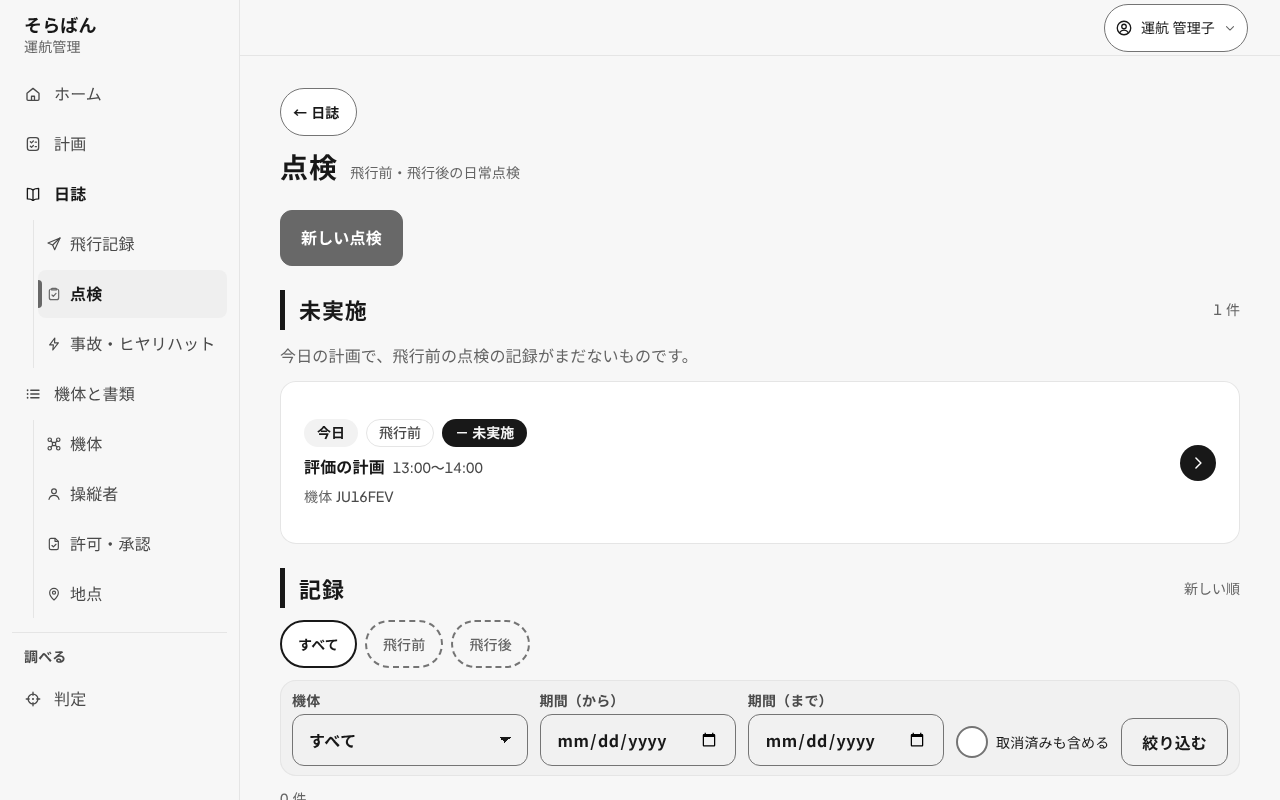 そらばん
運航管理
ホーム
計画
日誌
飛行記録
点検
事故・ヒヤリハット
機体と書類
機体
操縦者
許可・承認
地点
調べる
判定
運航 管理子
← 日誌
点検 飛行前・飛行後の日常点検
新しい点検
未実施 1 件
今日の計画で、飛行前の点検の記録がまだないものです。
今日 飛行前 − 未実施
評価の計画 13:00〜14:00
機体 JU16FEV
記録 新しい順
すべて 飛行前 飛行後
機体 期間（から） 期間（まで）
すべて mm/dd/yyyy mm/dd/yyyy 取消済みも含める 絞り込む
0 件